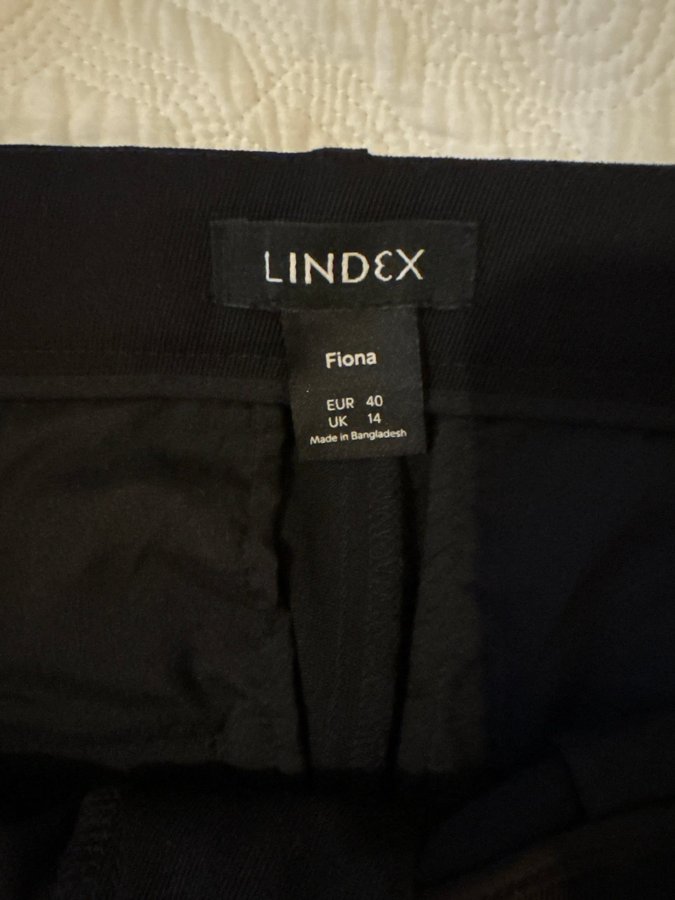 LINDEX
Fiona
EUR 40
UK 14
Made in Bangladesh